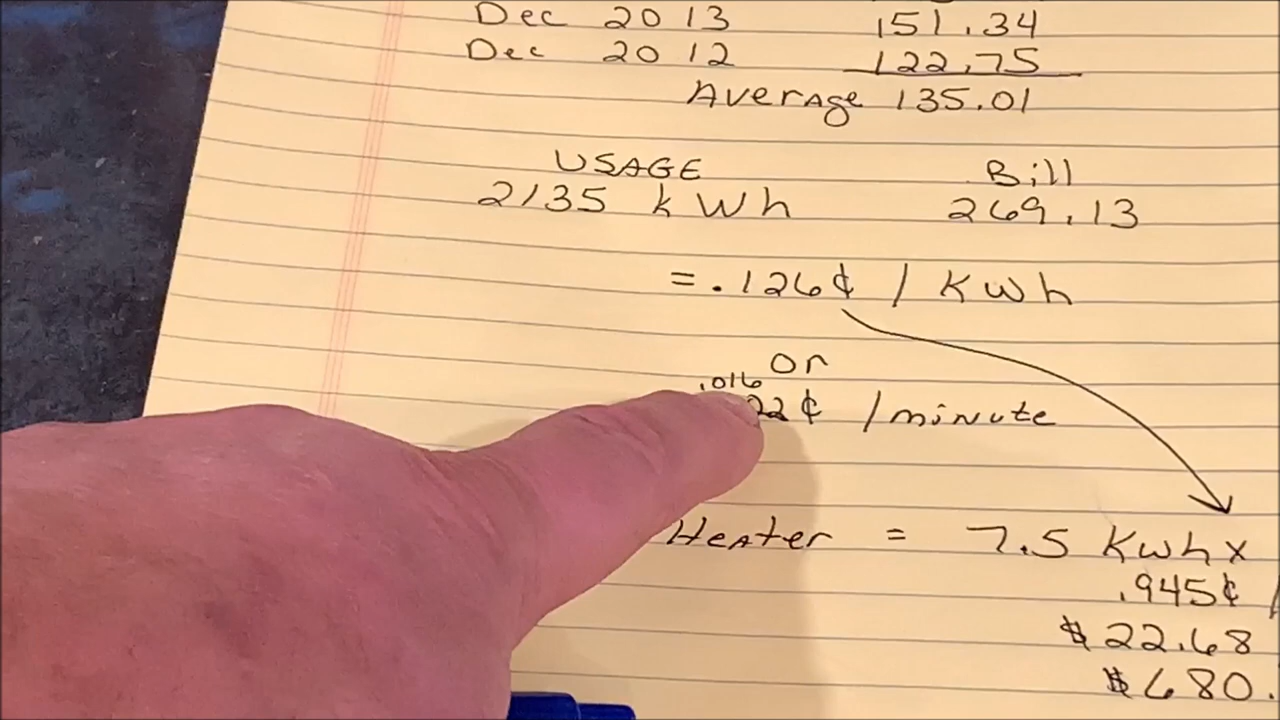 Dec 2013 151.34
Dec 2012 122.75
Average 135.01
USAGE Bill
2135 kWh 269.13
= .126¢ / KWh
or
.016
22¢ / minute
Heater = 7.5 Kwh x
.945¢ /
$22.68
$680.